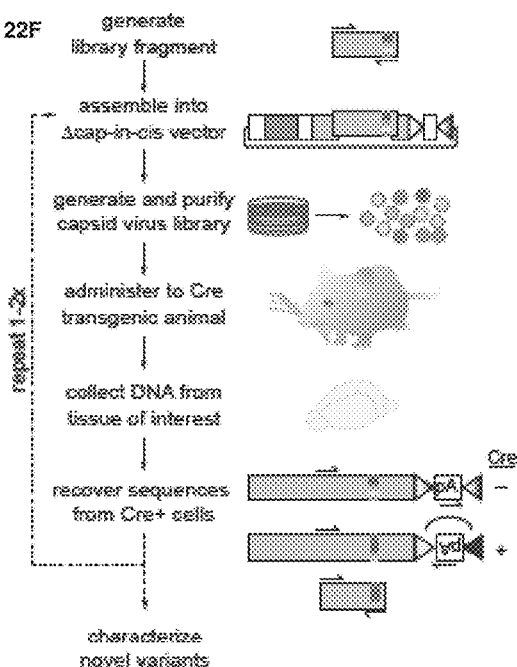 22F
generate
library fragment
assemble into
Δcap-in-cis vector
generate and purify
capsid virus library
administer to Cre
transgenic animal
collect DNA from
tissue of interest
recover sequences
from Cre+ cells
characterize
novel variants
repeat 1-2x
Cre
pA
−
pA
+